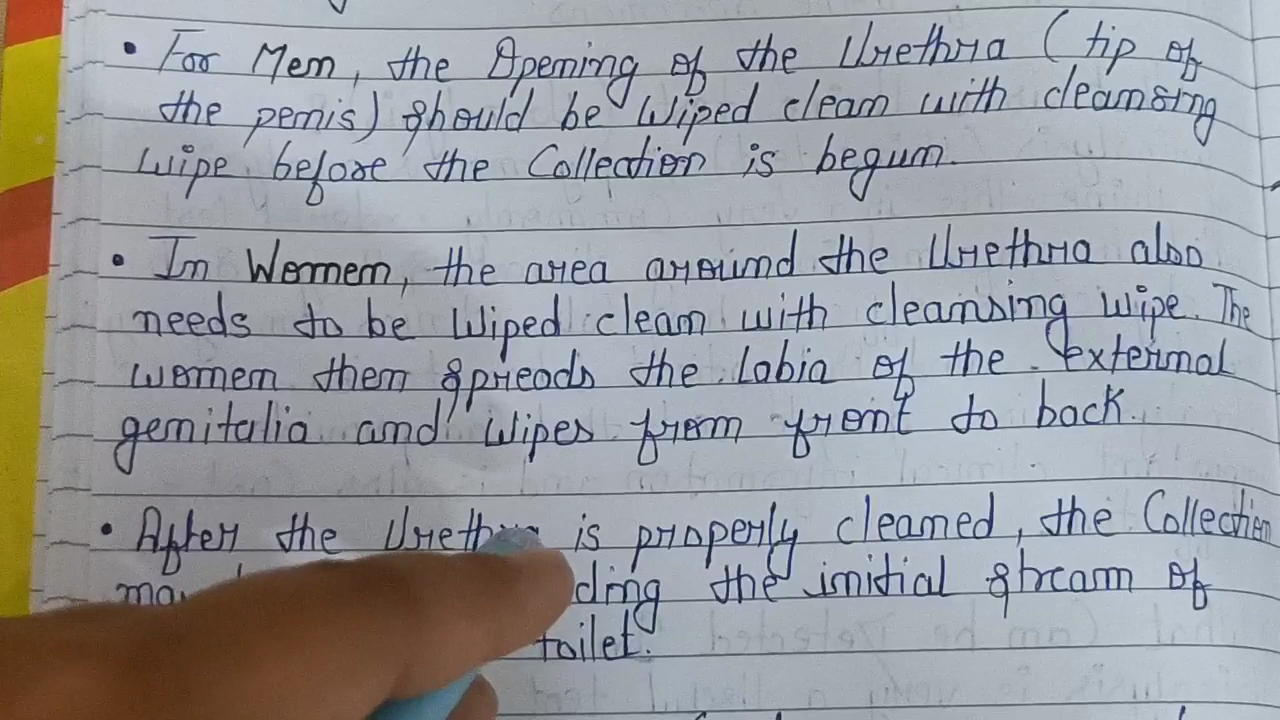 • For Men, the Opening of the Urethra (tip of
the penis) should be wiped clean with cleansing
wipe before the Collection is begun.
• In Women, the area around the Urethra also
needs to be wiped clean with cleansing wipe. The
women then spreads the labia of the external
genitalia and wipes from front to back.
• After the Urethra is properly cleaned, the Collection
the initial stream of
toilet.